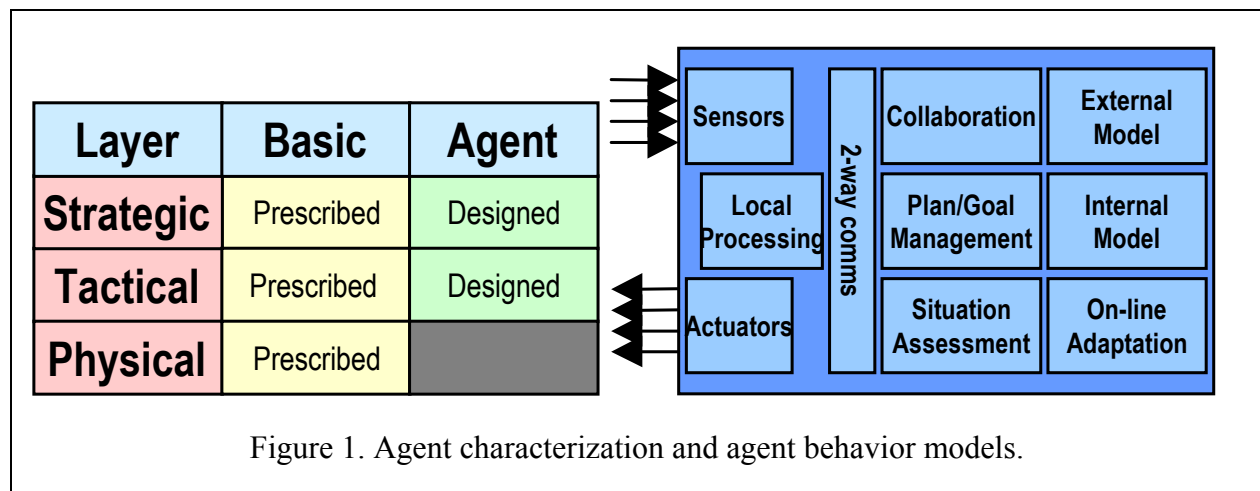 Layer Basic Agent
Strategic Prescribed Designed
Tactical Prescribed Designed
Physical Prescribed
Sensors
Local
Processing
Actuators
2-way comms
Collaboration
External
Model
Plan/Goal
Management
Internal
Model
Situation
Assessment
On-line
Adaptation
Figure 1. Agent characterization and agent behavior models.